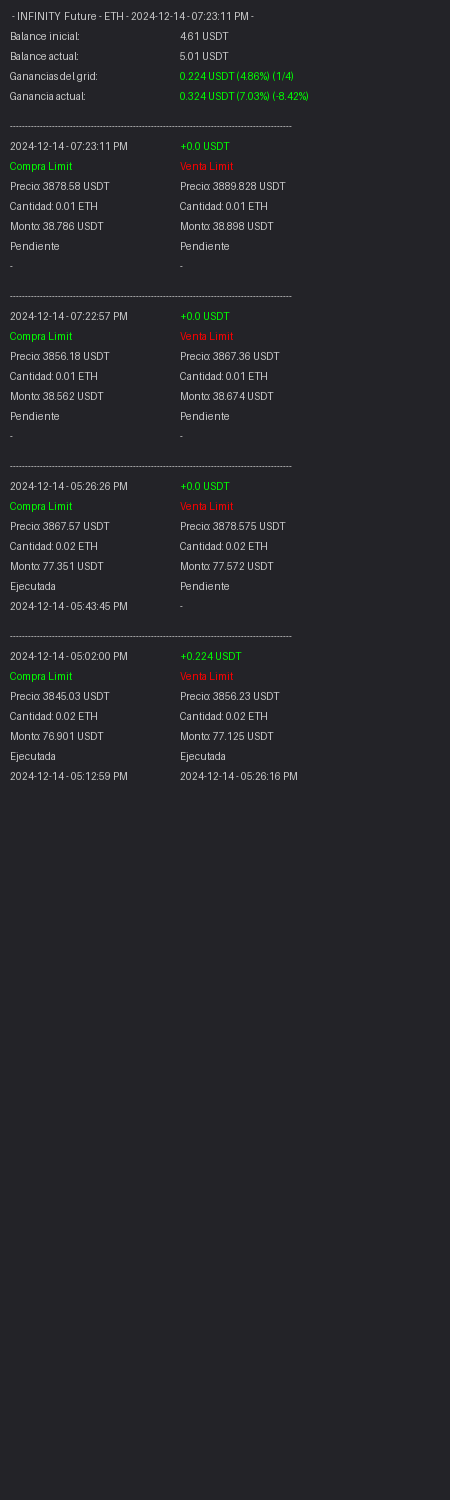 - INFINITY Future - ETH - 2024-12-14 - 07:23:11 PM -
Balance inicial: 4.61 USDT
Balance actual: 5.01 USDT
Ganancias del grid: 0.224 USDT (4.86%) (1/4)
Ganancia actual: 0.324 USDT (7.03%) (-8.42%)
----------------------------------------------------------------------------------------------
2024-12-14 - 07:23:11 PM +0.0 USDT
Compra Limit Venta Limit
Precio: 3878.58 USDT Precio: 3889.828 USDT
Cantidad: 0.01 ETH Cantidad: 0.01 ETH
Monto: 38.786 USDT Monto: 38.898 USDT
Pendiente Pendiente
- -
----------------------------------------------------------------------------------------------
2024-12-14 - 07:22:57 PM +0.0 USDT
Compra Limit Venta Limit
Precio: 3856.18 USDT Precio: 3867.36 USDT
Cantidad: 0.01 ETH Cantidad: 0.01 ETH
Monto: 38.562 USDT Monto: 38.674 USDT
Pendiente Pendiente
- -
----------------------------------------------------------------------------------------------
2024-12-14 - 05:26:26 PM +0.0 USDT
Compra Limit Venta Limit
Precio: 3867.57 USDT Precio: 3878.575 USDT
Cantidad: 0.02 ETH Cantidad: 0.02 ETH
Monto: 77.351 USDT Monto: 77.572 USDT
Ejecutada Pendiente
2024-12-14 - 05:43:45 PM -
----------------------------------------------------------------------------------------------
2024-12-14 - 05:02:00 PM +0.224 USDT
Compra Limit Venta Limit
Precio: 3845.03 USDT Precio: 3856.23 USDT
Cantidad: 0.02 ETH Cantidad: 0.02 ETH
Monto: 76.901 USDT Monto: 77.125 USDT
Ejecutada Ejecutada
2024-12-14 - 05:12:59 PM 2024-12-14 - 05:26:16 PM